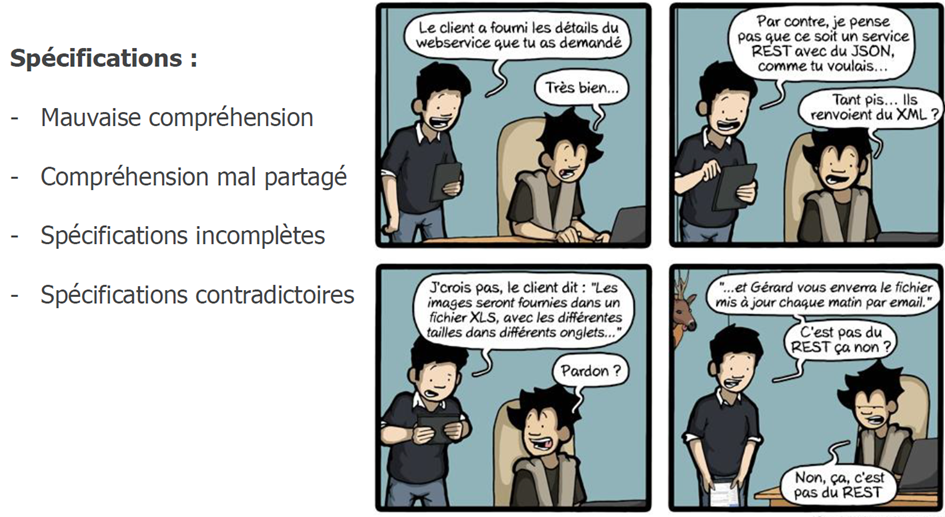 Spécifications :
- Mauvaise compréhension
- Compréhension mal partagé
- Spécifications incomplètes
- Spécifications contradictoires
Le client a fourni les détails du
webservice que tu as demandé
Très bien...
Par contre, je pense
pas que ce soit un service
REST avec du JSON,
comme tu voulais...
Tant pis... Ils
renvoient du XML ?
J'crois pas, le client dit : "Les
images seront fournies dans un
fichier XLS, avec les différentes
tailles dans différents onglets..."
Pardon ?
"...et Gérard vous enverra le fichier
mis à jour chaque matin par email."
C'est pas du
REST ça non ?
Non, ça, c'est
pas du REST